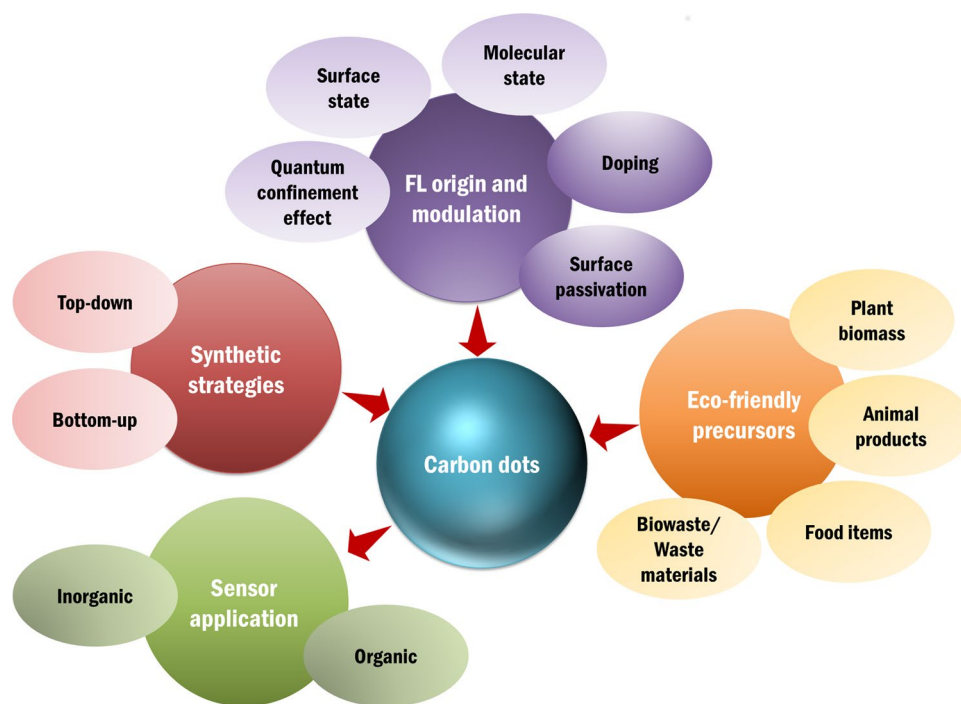 Molecular
state
Surface
state
Doping
Quantum
confinement
effect
FL origin and
modulation
Surface
passivation
Top-down
Synthetic
strategies
Bottom-up
Plant
biomass
Eco-friendly
precursors
Animal
products
Food items
Biowaste/
Waste
materials
Carbon dots
Inorganic
Sensor
application
Organic